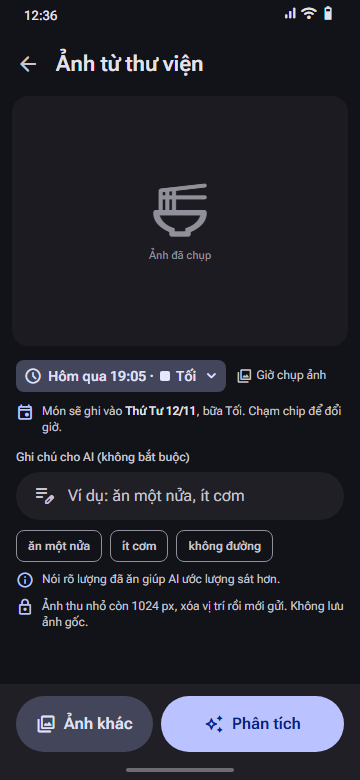 12:36
Ảnh từ thư viện
Ảnh đã chụp
Hôm qua 19:05 · Tối
Giờ chụp ảnh
Món sẽ ghi vào Thứ Tư 12/11, bữa Tối. Chạm chip để đổi
giờ.
Ghi chú cho AI (không bắt buộc)
Ví dụ: ăn một nửa, ít cơm
ăn một nửa
ít cơm
không đường
Nói rõ lượng đã ăn giúp AI ước lượng sát hơn.
Ảnh thu nhỏ còn 1024 px, xóa vị trí rồi mới gửi. Không lưu
ảnh gốc.
Ảnh khác
Phân tích